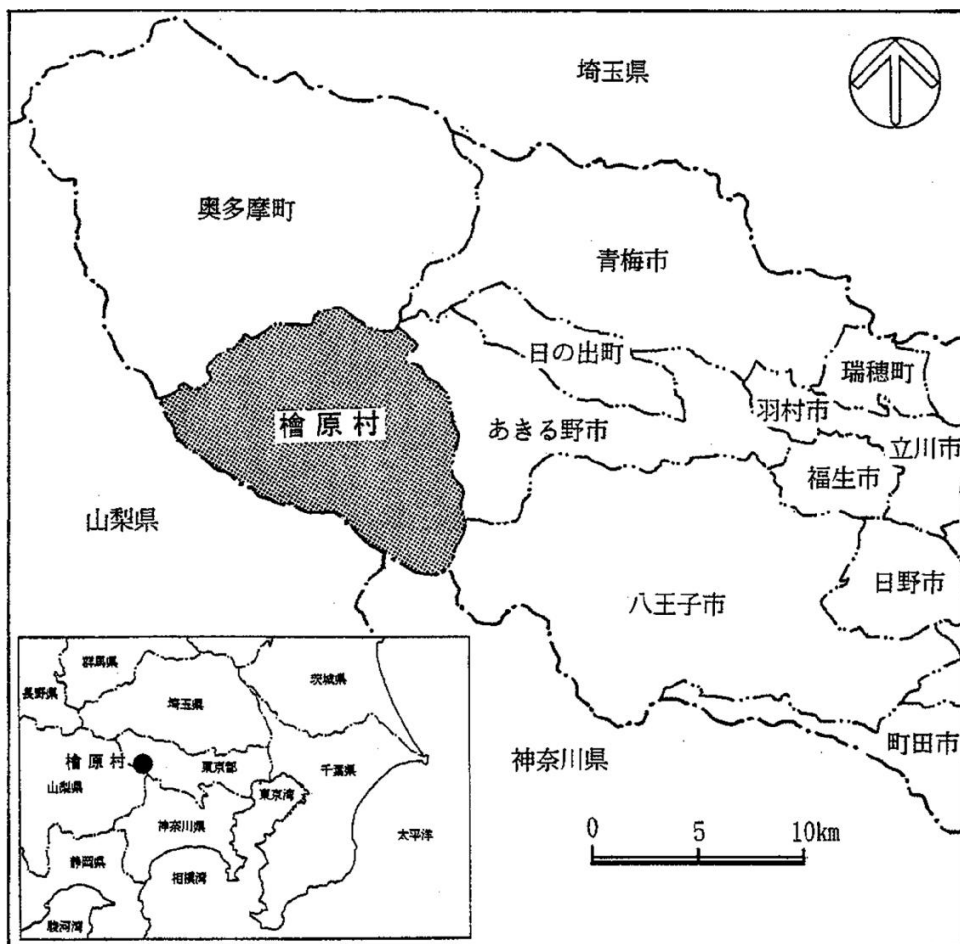 埼玉県
奥多摩町
青梅市
日の出町
瑞穂町
羽村市
檜原村
あきる野市
立川市
福生市
山梨県
日野市
八王子市
町田市
神奈川県
0 5 10km
群馬県
長野県
埼玉県
茨城県
檜原村
東京都
千葉県
山梨県
東京湾
神奈川県
太平洋
静岡県
相模湾
駿河湾